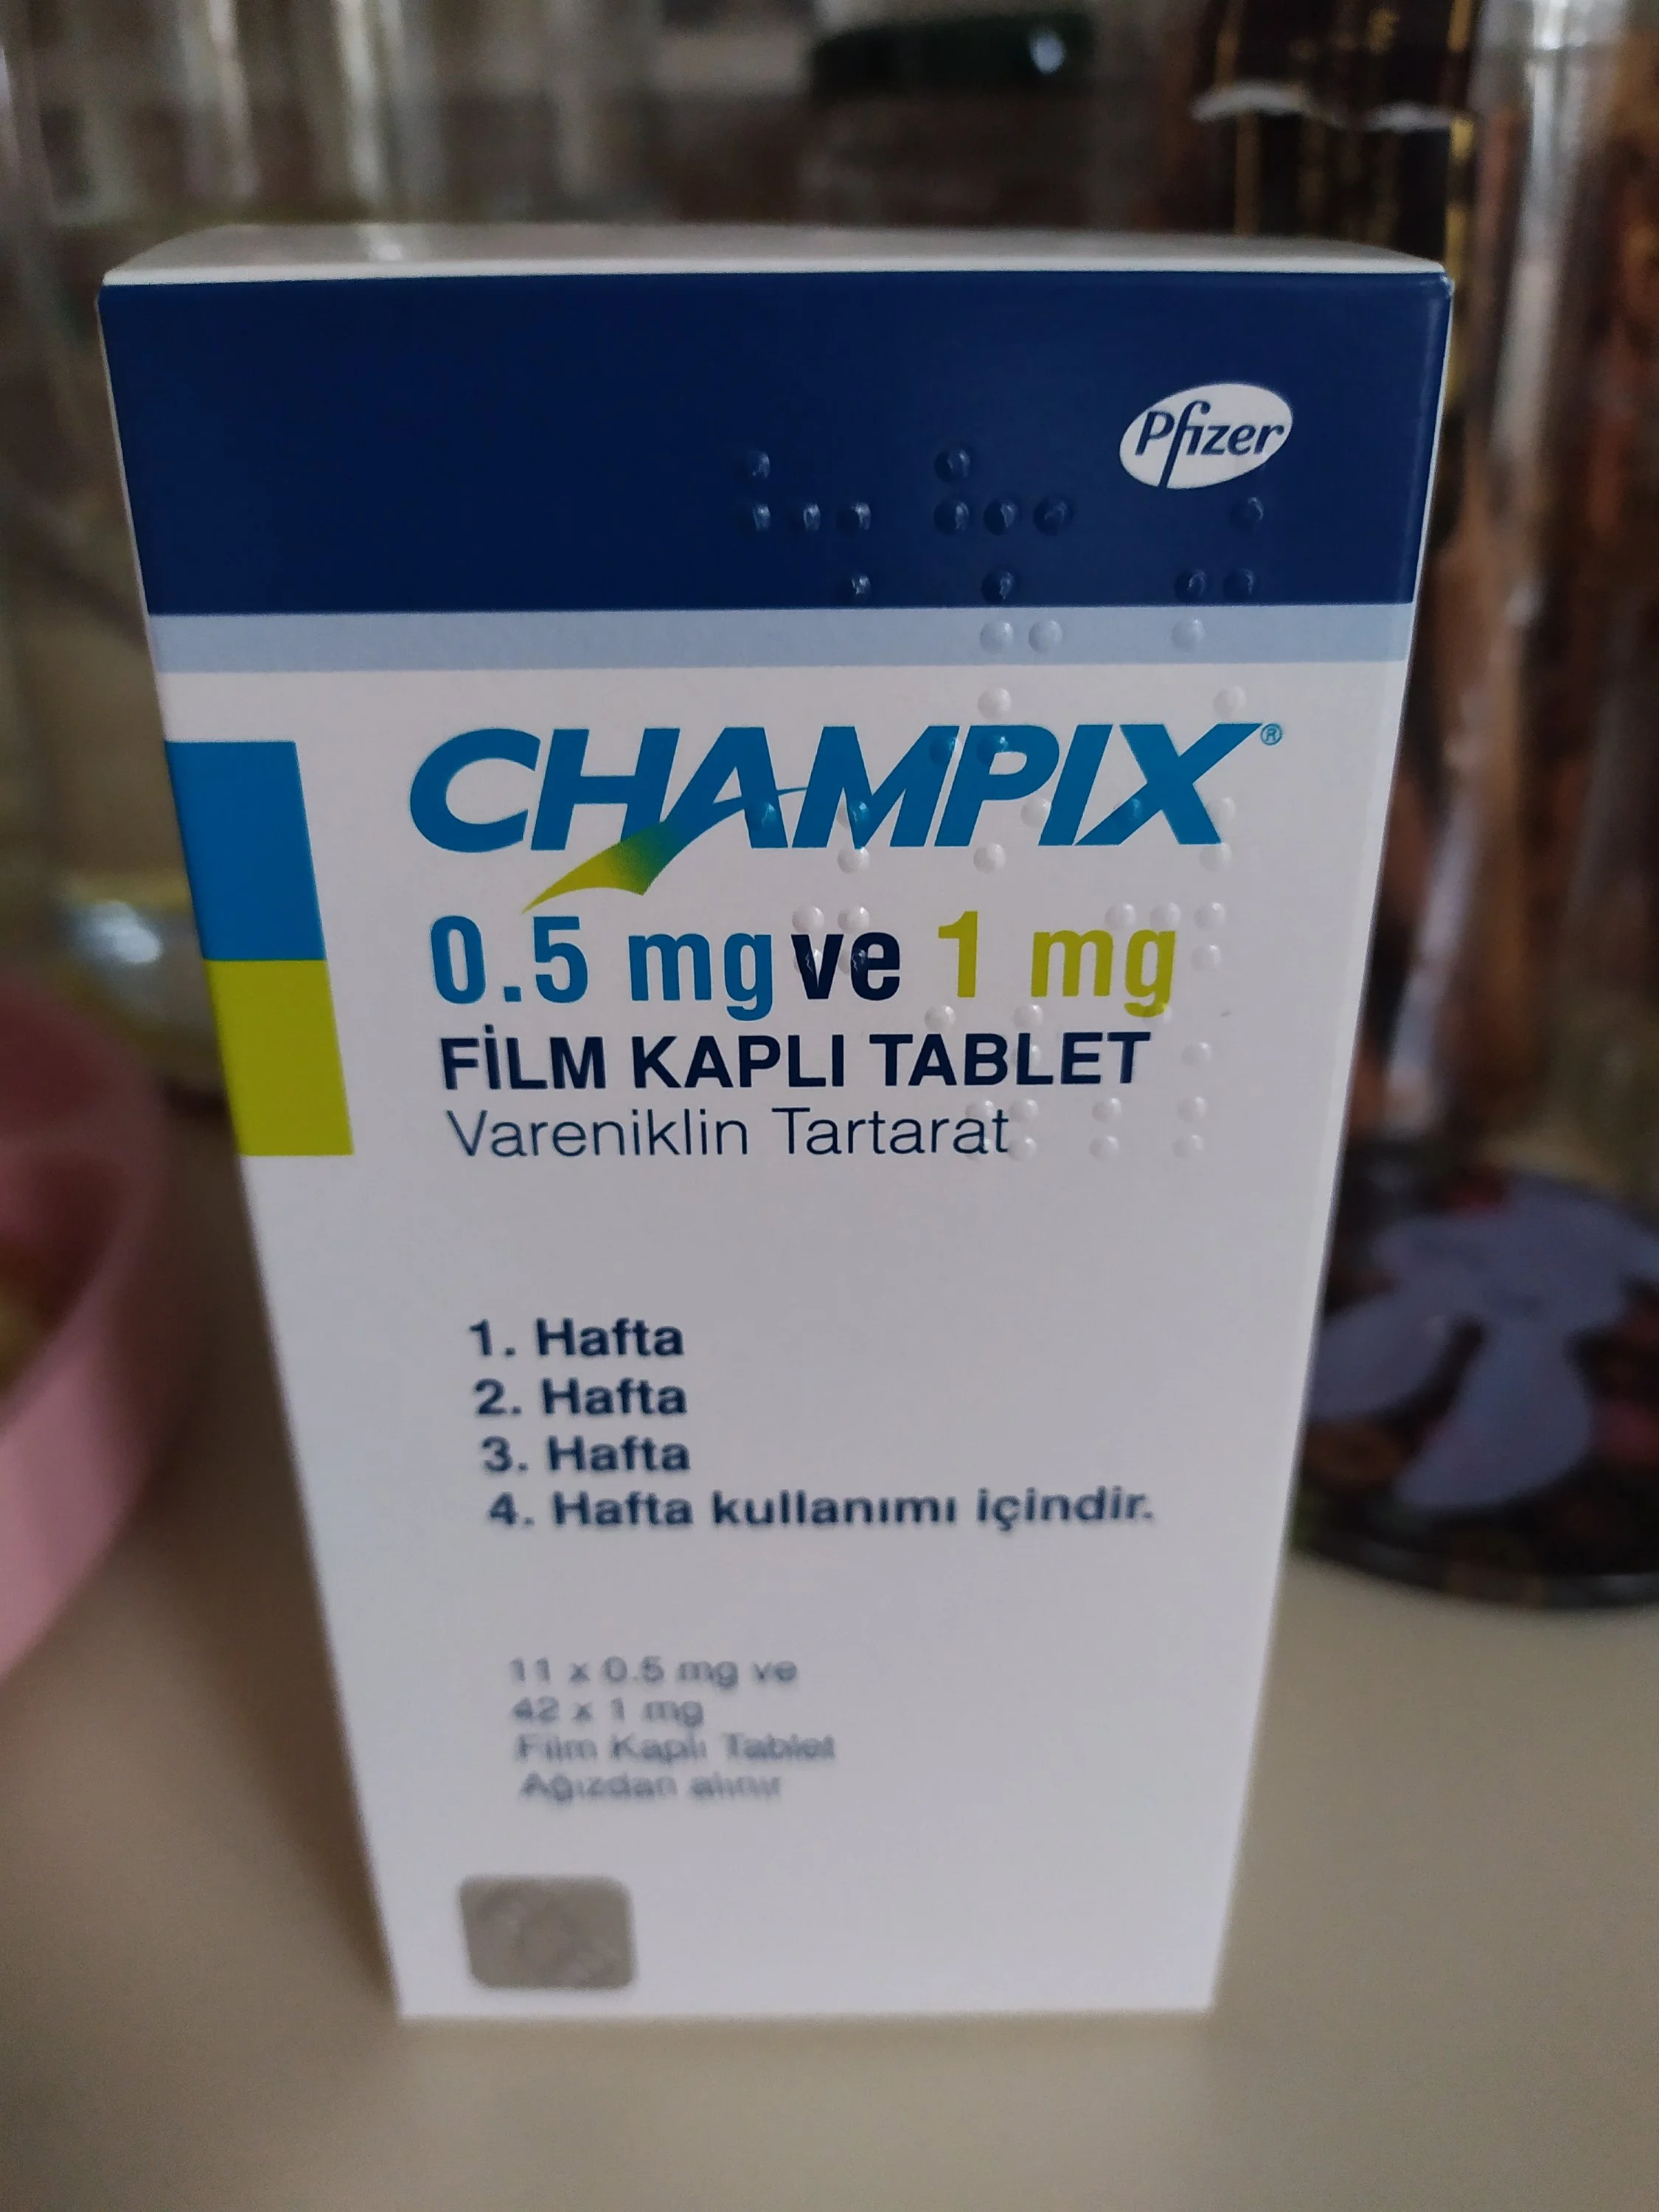 Pfizer
CHAMPIX®
0.5 mg ve 1 mg
FİLM KAPLI TABLET
Vareniklin Tartarat
1. Hafta
2. Hafta
3. Hafta
4. Hafta kullanımı içindir.
11 x 0.5 mg ve
42 x 1 mg
Film Kaplı Tablet
Ağızdan alınır